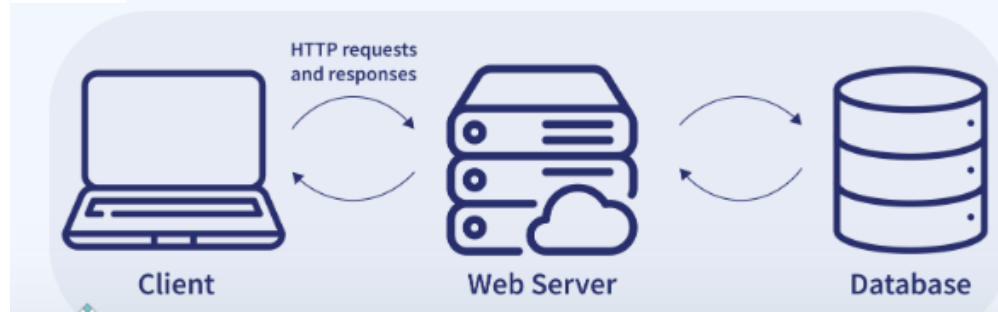 HTTP requests
and responses
Client
Web Server
Database